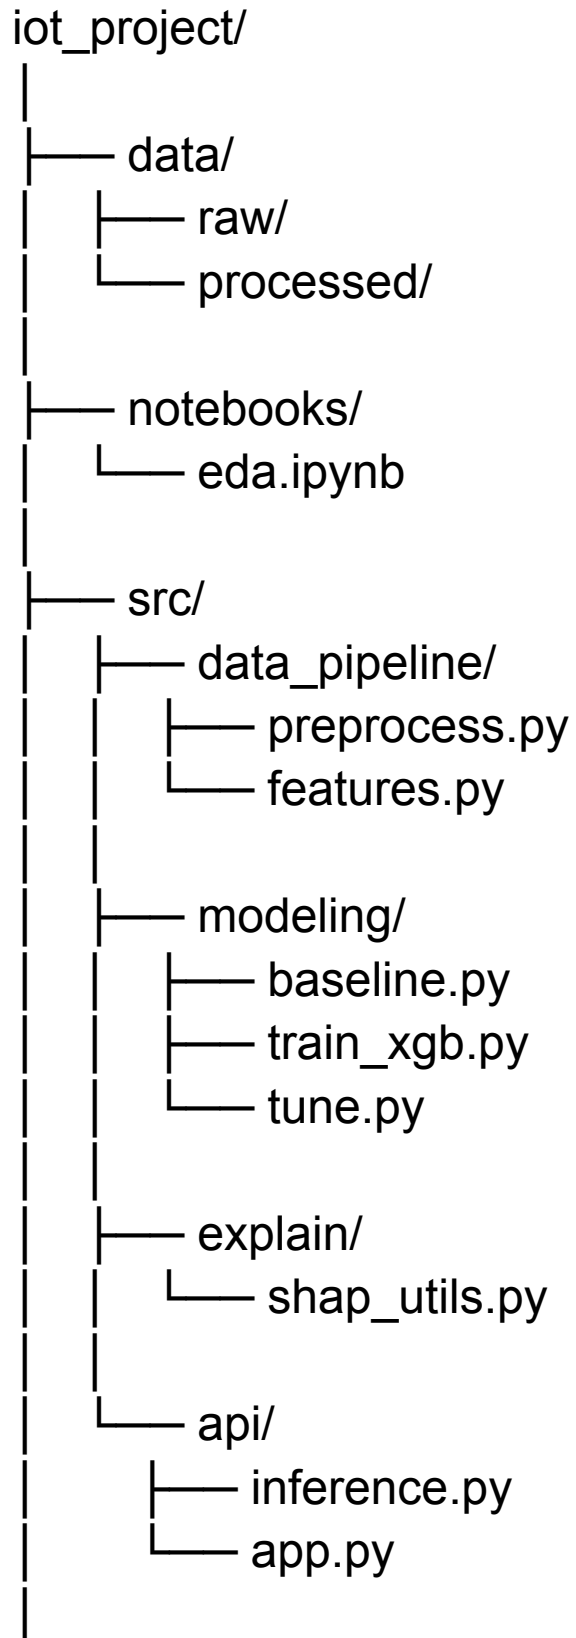 iot_project/
│
├── data/
│   ├── raw/
│   └── processed/
│
├── notebooks/
│   └── eda.ipynb
│
├── src/
│   ├── data_pipeline/
│   │   ├── preprocess.py
│   │   └── features.py
│   │
│   ├── modeling/
│   │   ├── baseline.py
│   │   ├── train_xgb.py
│   │   └── tune.py
│   │
│   ├── explain/
│   │   └── shap_utils.py
│   │
│   └── api/
│       ├── inference.py
│       └── app.py
│